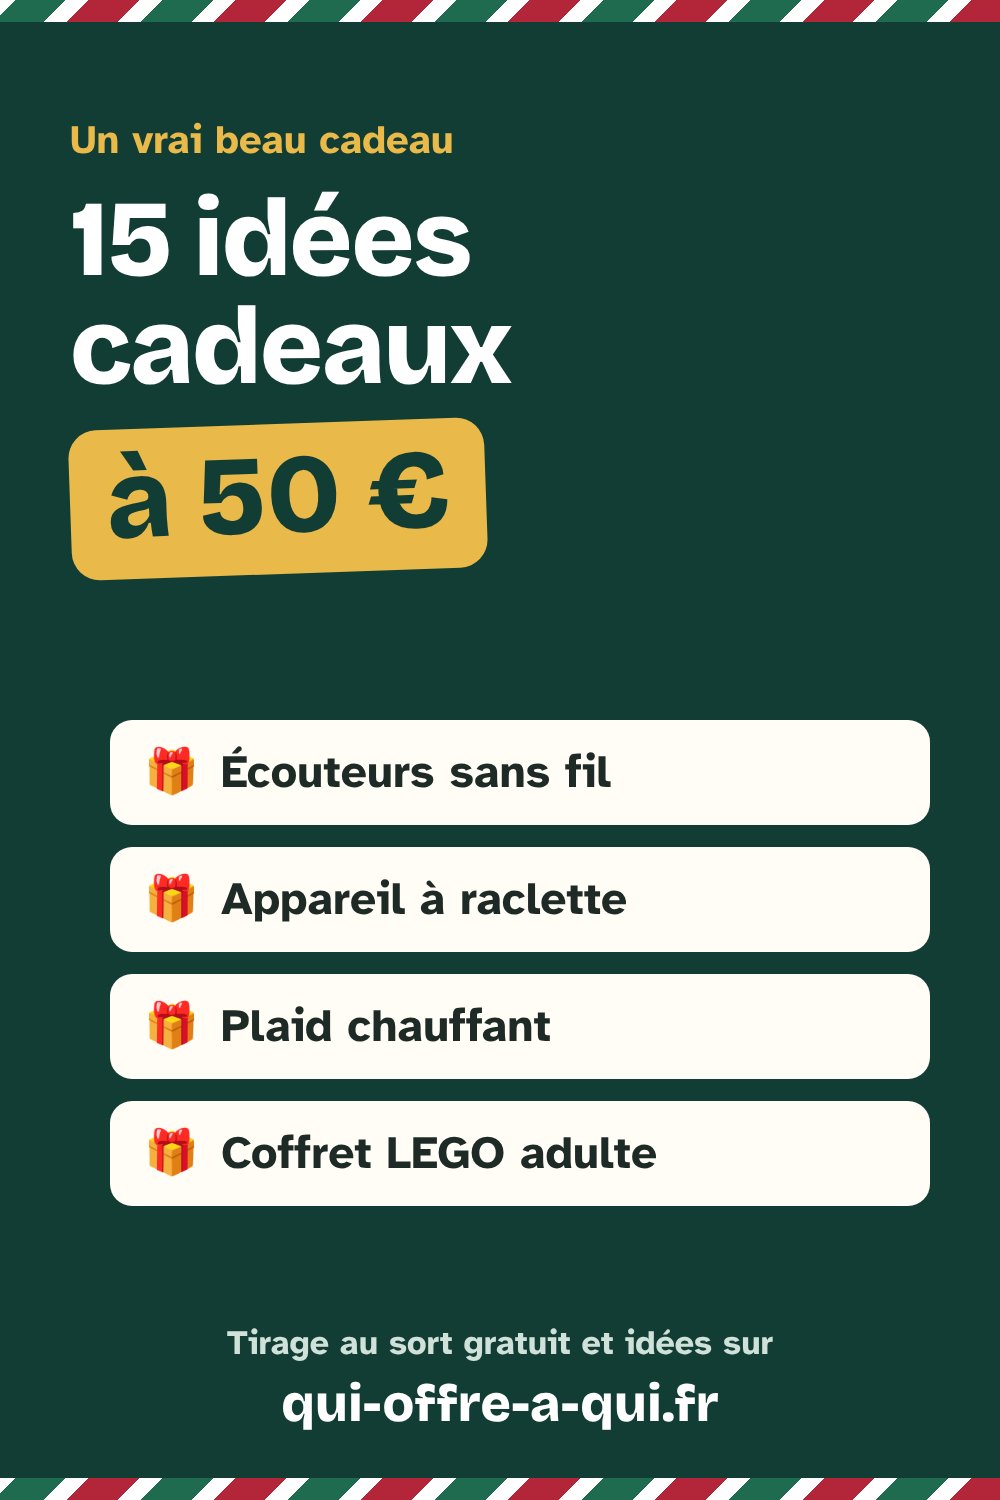 Un vrai beau cadeau
15 idées
cadeaux
à 50 €
Écouteurs sans fil
Appareil à raclette
Plaid chauffant
Coffret LEGO adulte
Tirage au sort gratuit et idées sur
qui-offre-a-qui.fr